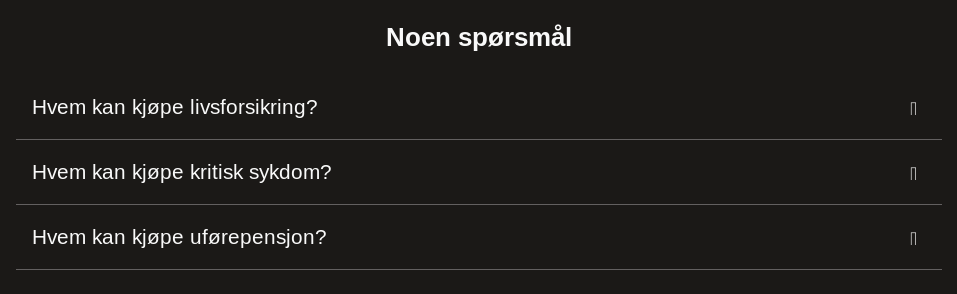 Noen spørsmål
Hvem kan kjøpe livsforsikring?
Hvem kan kjøpe kritisk sykdom?
Hvem kan kjøpe uførepensjon?